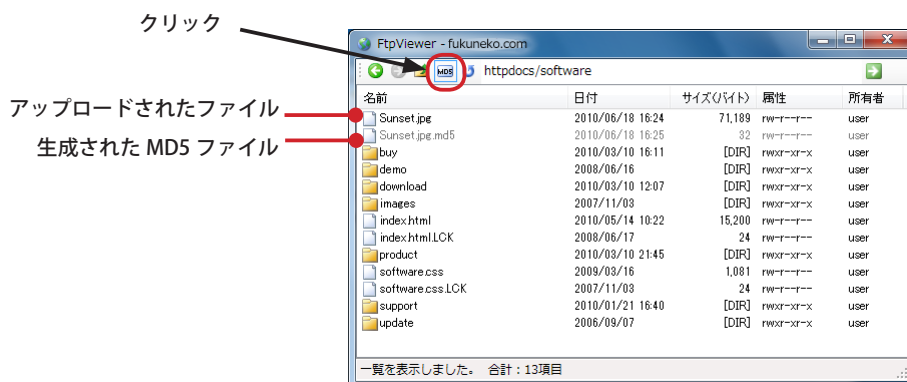 クリック
FtpViewer - fukuneko.com
MD5 httpdocs/software
アップロードされたファイル
生成された MD5 ファイル
名前 日付 サイズ(バイト) 属性 所有者
Sunset.jpg 2010/06/18 16:24 71,189 rw-r--r-- user
Sunset.jpg.md5 2010/06/18 16:25 32 rw-r--r-- user
buy 2010/03/10 16:11 [DIR] rwxr-xr-x user
demo 2008/06/16 [DIR] rwxr-xr-x user
download 2010/03/10 12:07 [DIR] rwxr-xr-x user
images 2007/11/03 [DIR] rwxr-xr-x user
index.html 2010/05/14 10:22 15,200 rw-r--r-- user
index.html.LCK 2008/06/17 24 rw-r--r-- user
product 2010/03/10 21:45 [DIR] rwxr-xr-x user
software.css 2009/03/16 1,081 rw-r--r-- user
software.css.LCK 2007/11/03 24 rw-r--r-- user
support 2010/01/21 16:40 [DIR] rwxr-xr-x user
update 2006/09/07 [DIR] rwxr-xr-x user
一覧を表示しました。 合計：13項目